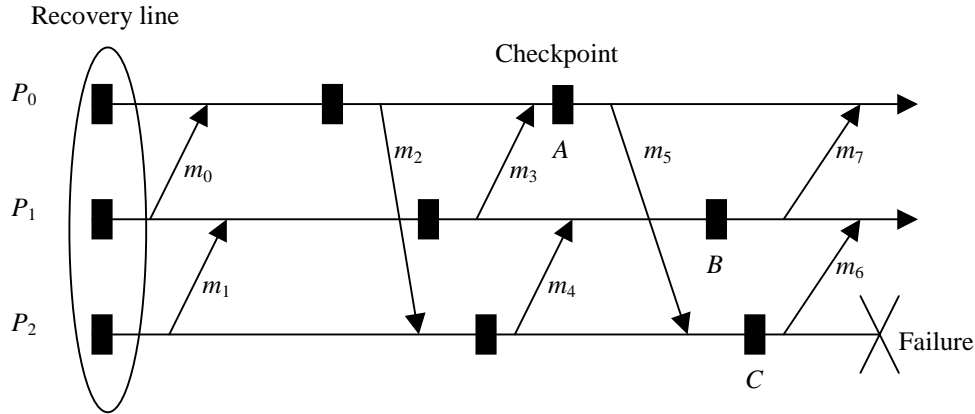 Recovery line
Checkpoint
P0
m2
m3
A
m5
m7
m0
P1
m1
m4
B
m6
P2
Failure
C